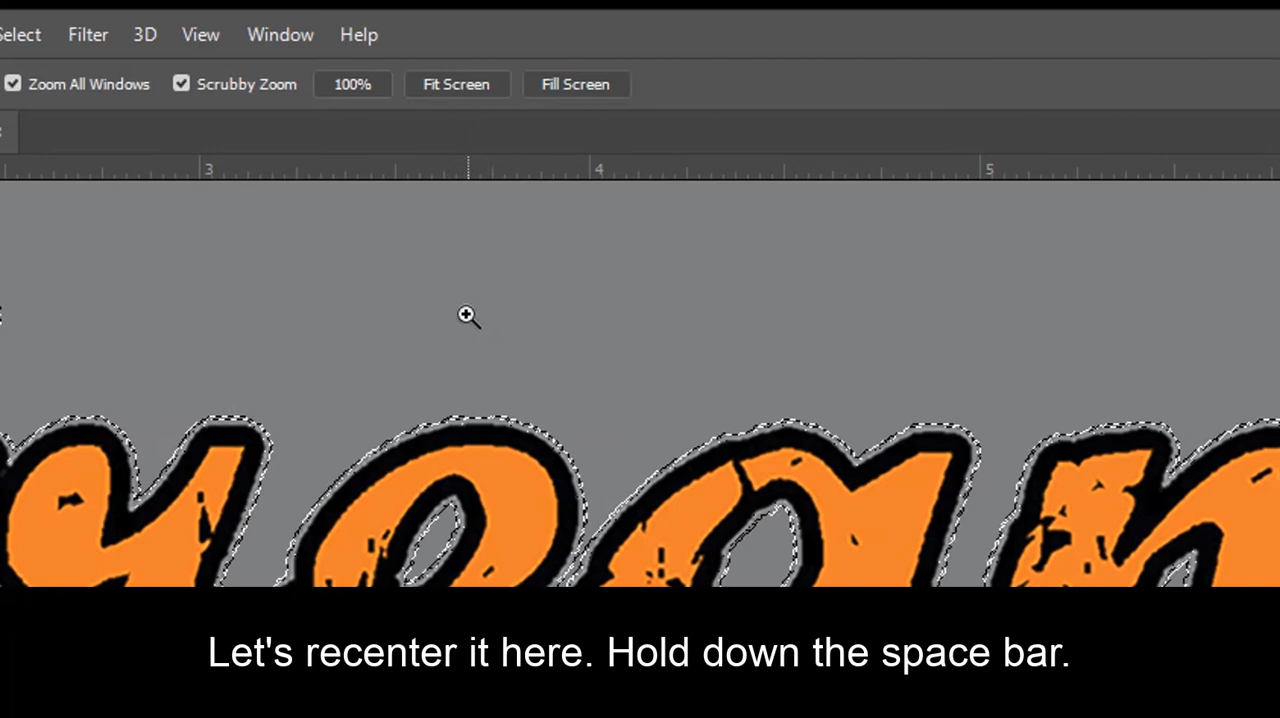 Select Filter 3D View Window Help
Zoom All Windows Scrubby Zoom 100% Fit Screen Fill Screen
3 4 5
Let's recenter it here. Hold down the space bar.